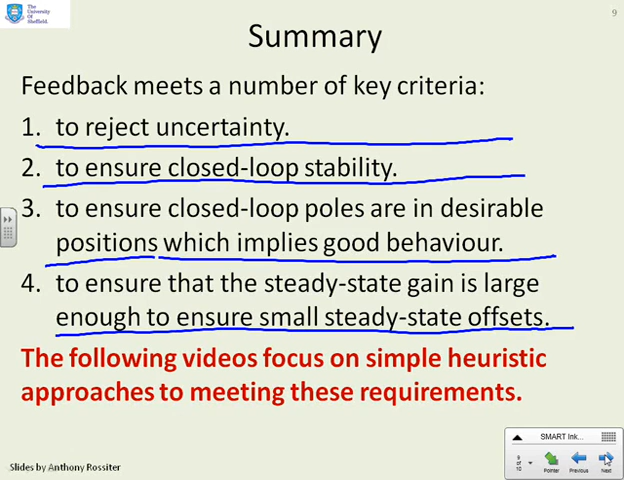 The
University
Of
Sheffield.
9
Summary
Feedback meets a number of key criteria:
1. to reject uncertainty.
2. to ensure closed-loop stability.
3. to ensure closed-loop poles are in desirable
positions which implies good behaviour.
4. to ensure that the steady-state gain is large
enough to ensure small steady-state offsets.
The following videos focus on simple heuristic
approaches to meeting these requirements.
SMART Ink...
9
of
10
Pointer Previous Next
Slides by Anthony Rossiter